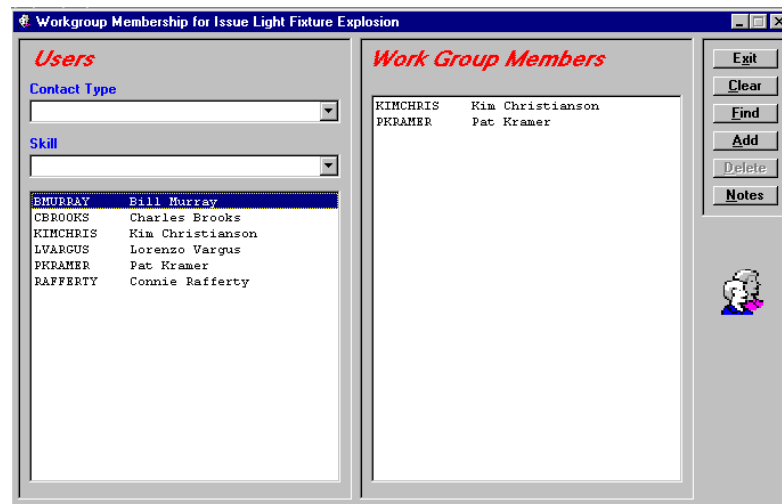 Workgroup Membership for Issue Light Fixture Explosion
Users
Contact Type
Skill
BMURRAY Bill Murray
CBROOKS Charles Brooks
KIMCHRIS Kim Christianson
LVARGUS Lorenzo Vargus
PKRAMER Pat Kramer
RAFFERTY Connie Rafferty
Work Group Members
KIMCHRIS Kim Christianson
PKRAMER Pat Kramer
Exit
Clear
Find
Add
Delete
Notes